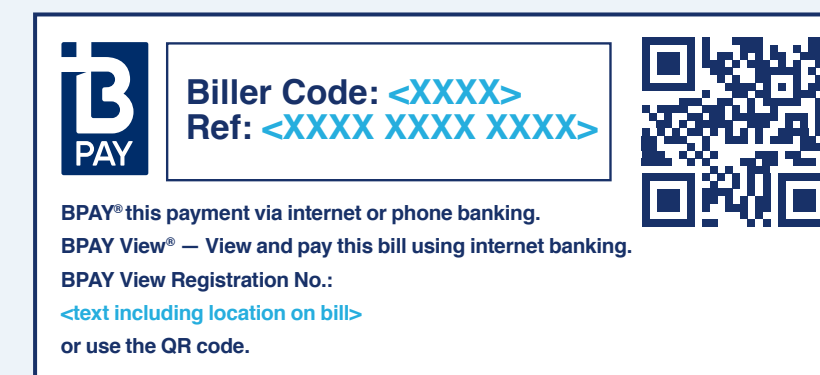 B
PAY
Biller Code: <XXXX>
Ref: <XXXX XXXX XXXX>
BPAY® this payment via internet or phone banking.
BPAY View® — View and pay this bill using internet banking.
BPAY View Registration No.:
<text including location on bill>
or use the QR code.